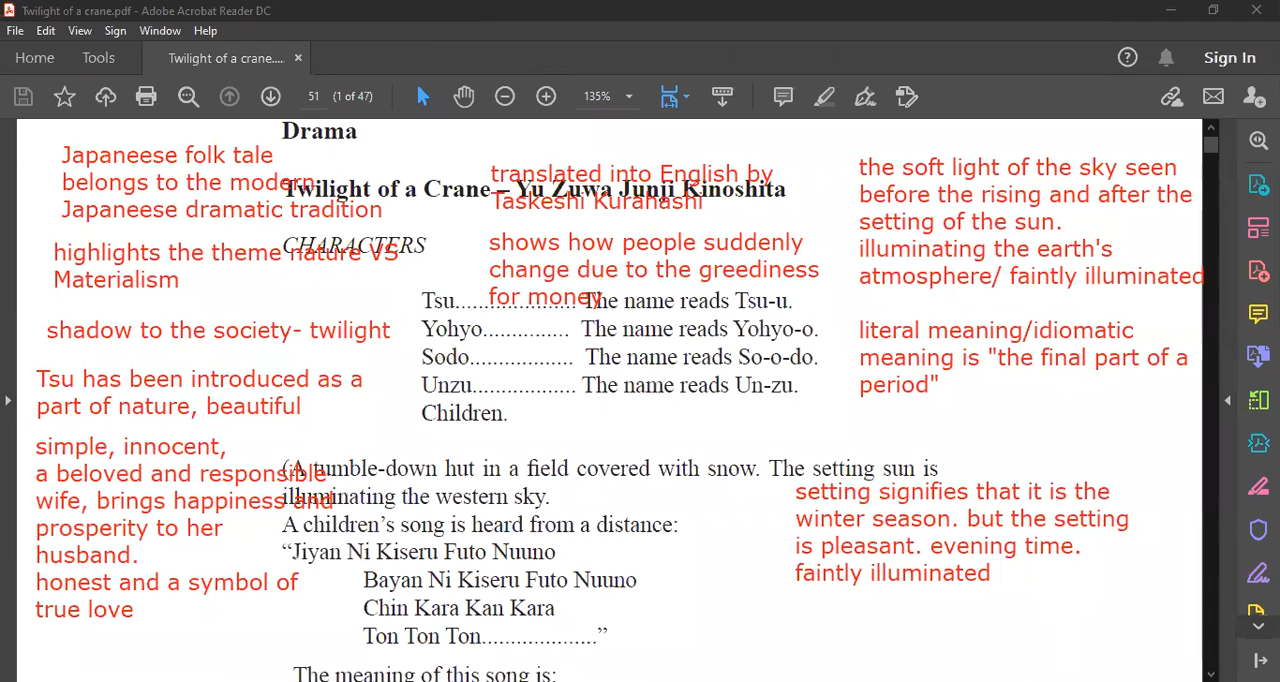 Twilight of a crane.pdf - Adobe Acrobat Reader DC
File Edit View Sign Window Help
Home Tools Twilight of a crane.... × Sign In
51 (1 of 47) 135%
Drama
Twilight of a Crane – Yu Zuwa Junji Kinoshita
CHARACTERS
Tsu...................... The name reads Tsu-u.
Yohyo............... The name reads Yohyo-o.
Sodo.................. The name reads So-o-do.
Unzu................... The name reads Un-zu.
Children.
(A tumble-down hut in a field covered with snow. The setting sun is
illuminating the western sky.
A children’s song is heard from a distance:
“Jiyan Ni Kiseru Futo Nuuno
Bayan Ni Kiseru Futo Nuuno
Chin Kara Kan Kara
Ton Ton Ton....................”
The meaning of this song is:
Japaneese folk tale
belongs to the modern
Japaneese dramatic tradition
highlights the theme nature VS
Materialism
shadow to the society- twilight
Tsu has been introduced as a
part of nature, beautiful
simple, innocent,
a beloved and responsible
wife, brings happiness and
prosperity to her
husband.
honest and a symbol of
true love
translated into English by
Taskeshi Kurahashi
shows how people suddenly
change due to the greediness
for money
the soft light of the sky seen
before the rising and after the
setting of the sun.
illuminating the earth's
atmosphere/ faintly illuminated
literal meaning/idiomatic
meaning is "the final part of a
period"
setting signifies that it is the
winter season. but the setting
is pleasant. evening time.
faintly illuminated